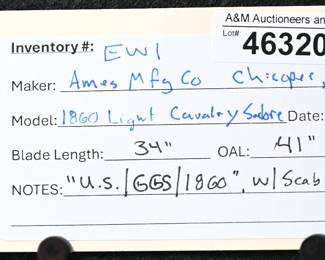 A&M Auctioneers an
Lot#: 46320
Inventory #: EW1
Maker: Ames Mfg Co Chicopee,
Model: 1860 Light Cavalry Sabre Date:
Blade Length: 34" OAL: 41"
NOTES: "U.S./GGS/1860", w/ Scab